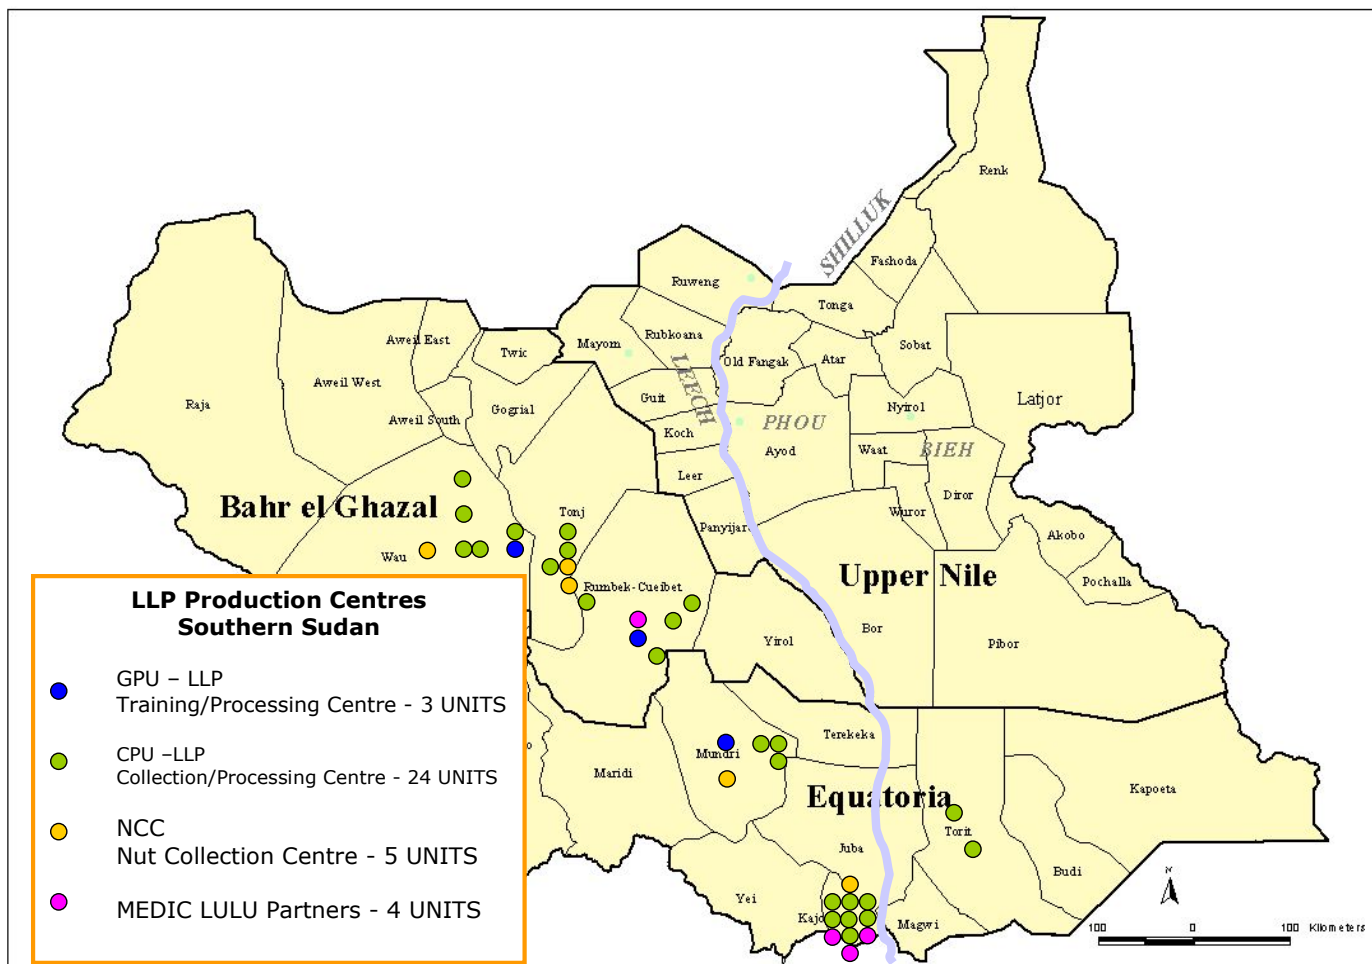 Renk
SHILLUK
Fashoda
Ruweng
Tonga
Rubkoana
Aweil East
Twic
Mayom
Old Fangak
Atar
Sobat
LEECH
Aweil West
Guit
Latjor
Raja
Aweil South
Gogrial
Nyirol
PHOU
Koch
Ayod
Waat
BIEH
Leer
Diror
Bahr el Ghazal
Tonj
Wuror
Panyijar
Akobo
Wau
Upper Nile
Pochalla
Rumbek-Cueibet
Bor
Yirol
Pibor
Terekeka
Mundri
Maridi
Equatoria
Kapoeta
Torit
Juba
Budi
Yei
Kajo
Magwi
N
100 0 100 Kilometers
LLP Production Centres
Southern Sudan
GPU – LLP
Training/Processing Centre - 3 UNITS
CPU –LLP
Collection/Processing Centre - 24 UNITS
NCC
Nut Collection Centre - 5 UNITS
MEDIC LULU Partners - 4 UNITS